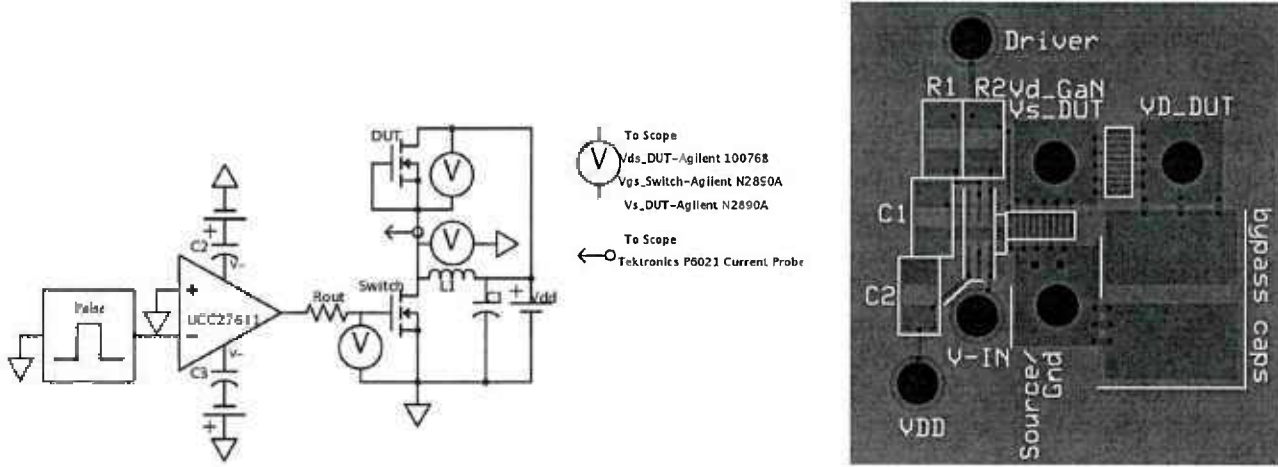 DUT
V
To Scope
V
Vds_DUT-Agilent 100768
Vgs_Switch-Agilent N2890A
Vs_DUT-Agilent N2890A
To Scope
Tektronics P6021 Current Probe
+
C2
V-
Pulse
+
UCC27611
-
V-
C3
+
Rout
V
Switch
V
L1
+
Vdd
Driver
R1
R2
Vd_GaN
Vs_DUT
VD_DUT
C1
C2
V-IN
VDD
Source/
Gnd
bypass caps